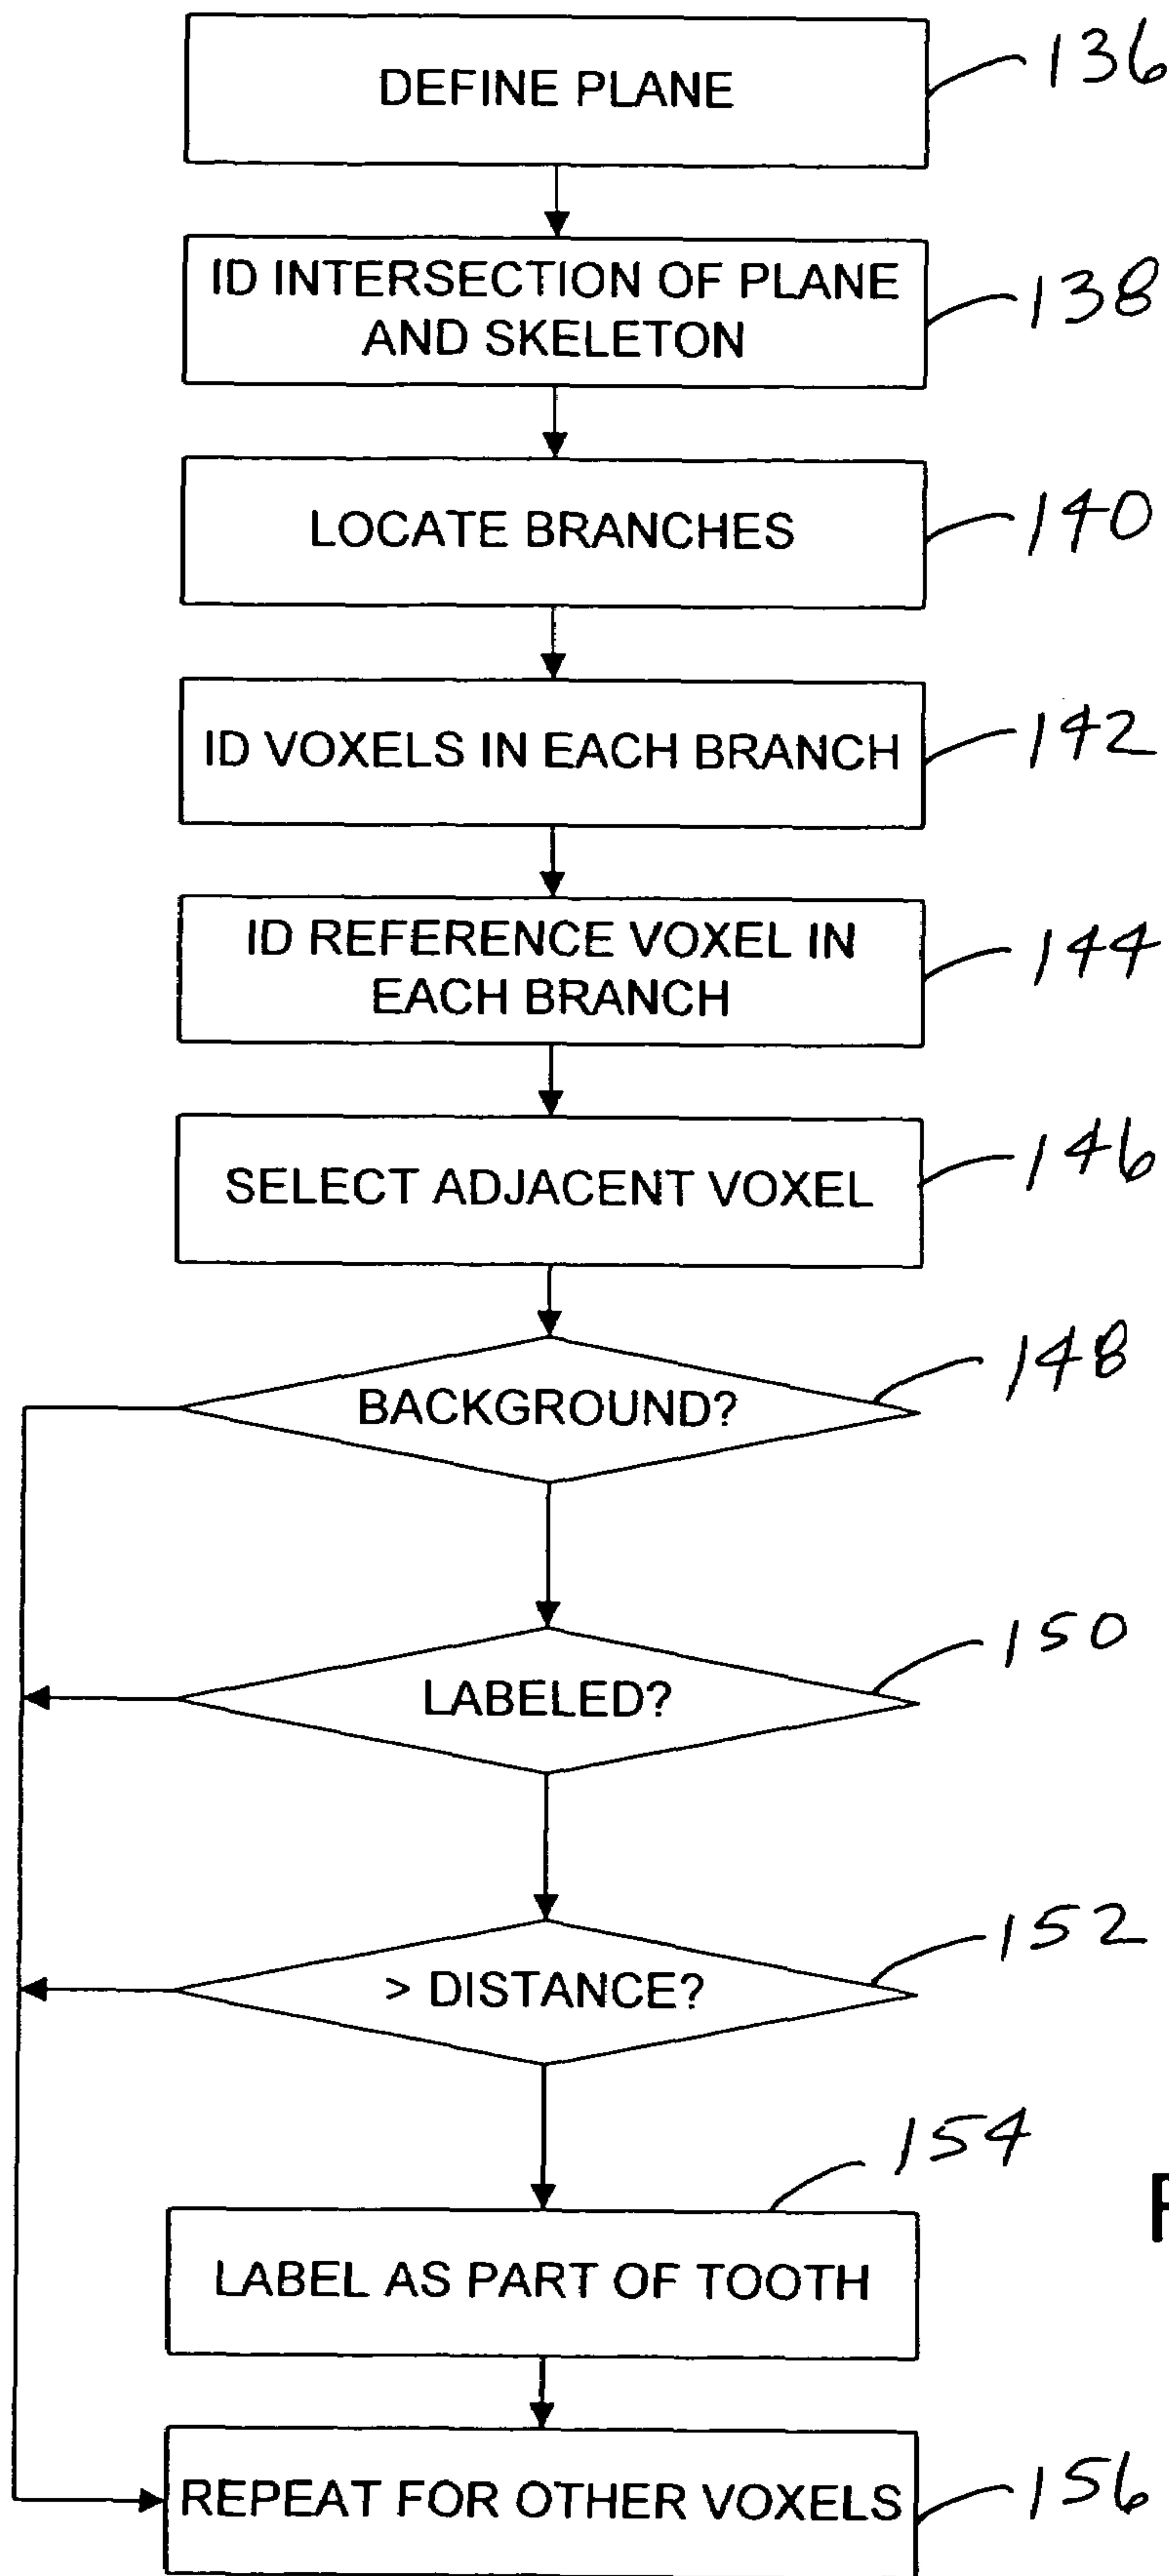 DEFINE PLANE
136
ID INTERSECTION OF PLANE
AND SKELETON
138
LOCATE BRANCHES
140
ID VOXELS IN EACH BRANCH
142
ID REFERENCE VOXEL IN
EACH BRANCH
144
SELECT ADJACENT VOXEL
146
BACKGROUND?
148
LABELED?
150
> DISTANCE?
152
154
LABEL AS PART OF TOOTH
REPEAT FOR OTHER VOXELS
156